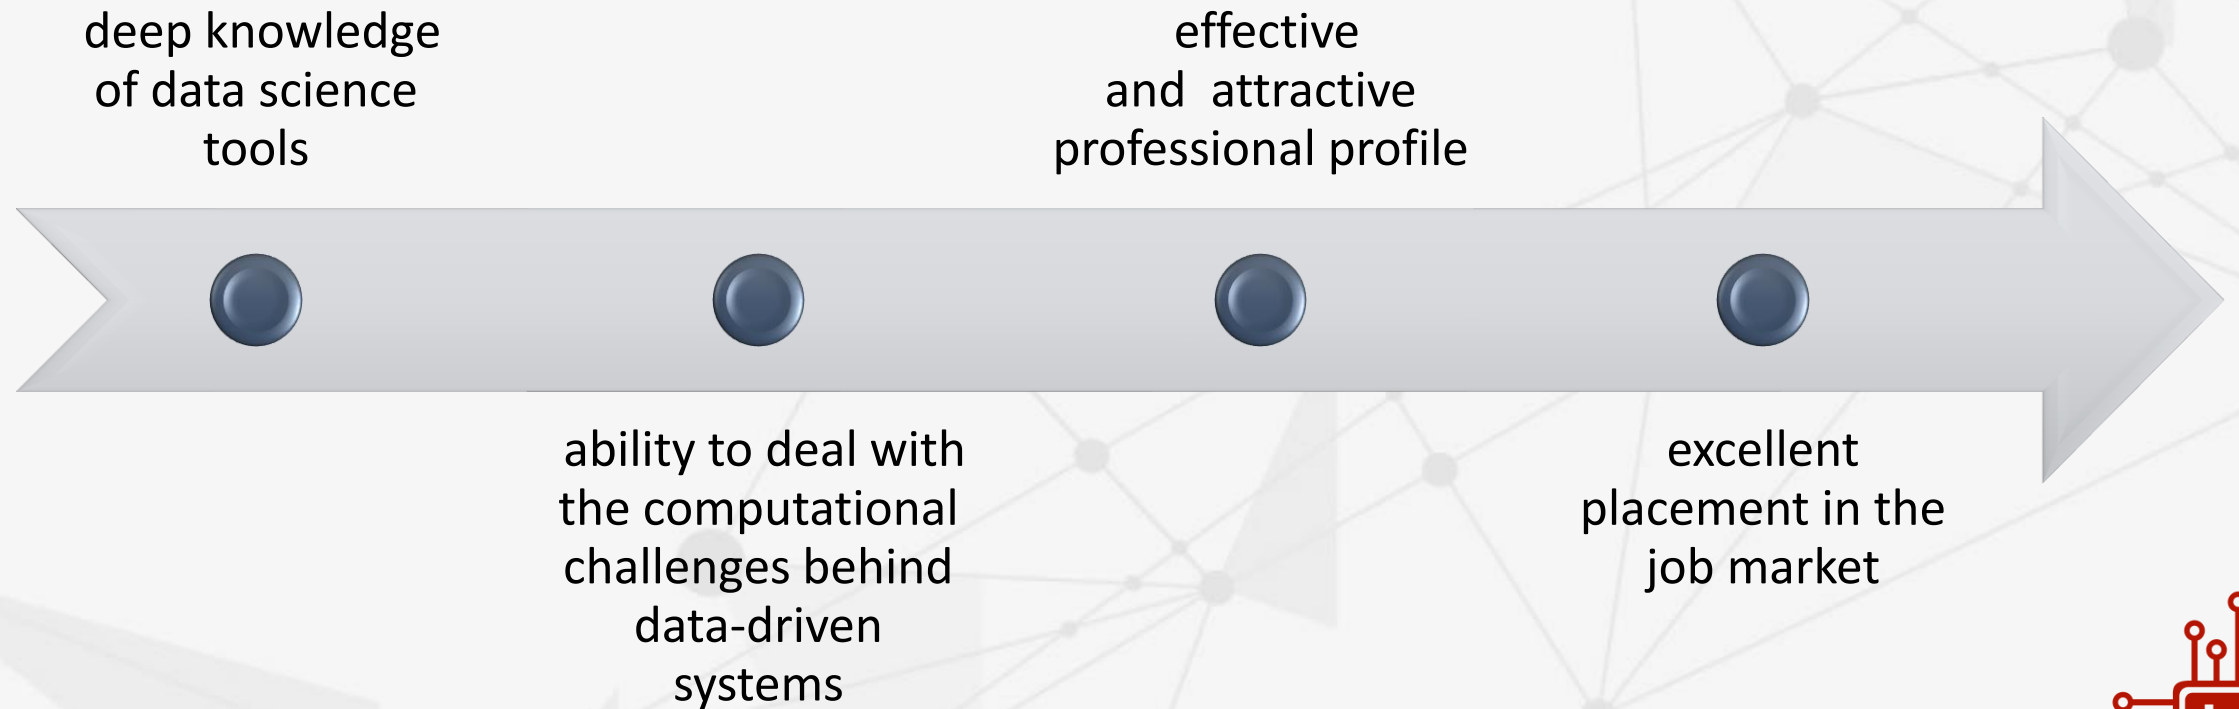 deep knowledge
of data science
tools
ability to deal with
the computational
challenges behind
data-driven
systems
effective
and  attractive
professional profile
excellent
placement in the
job market